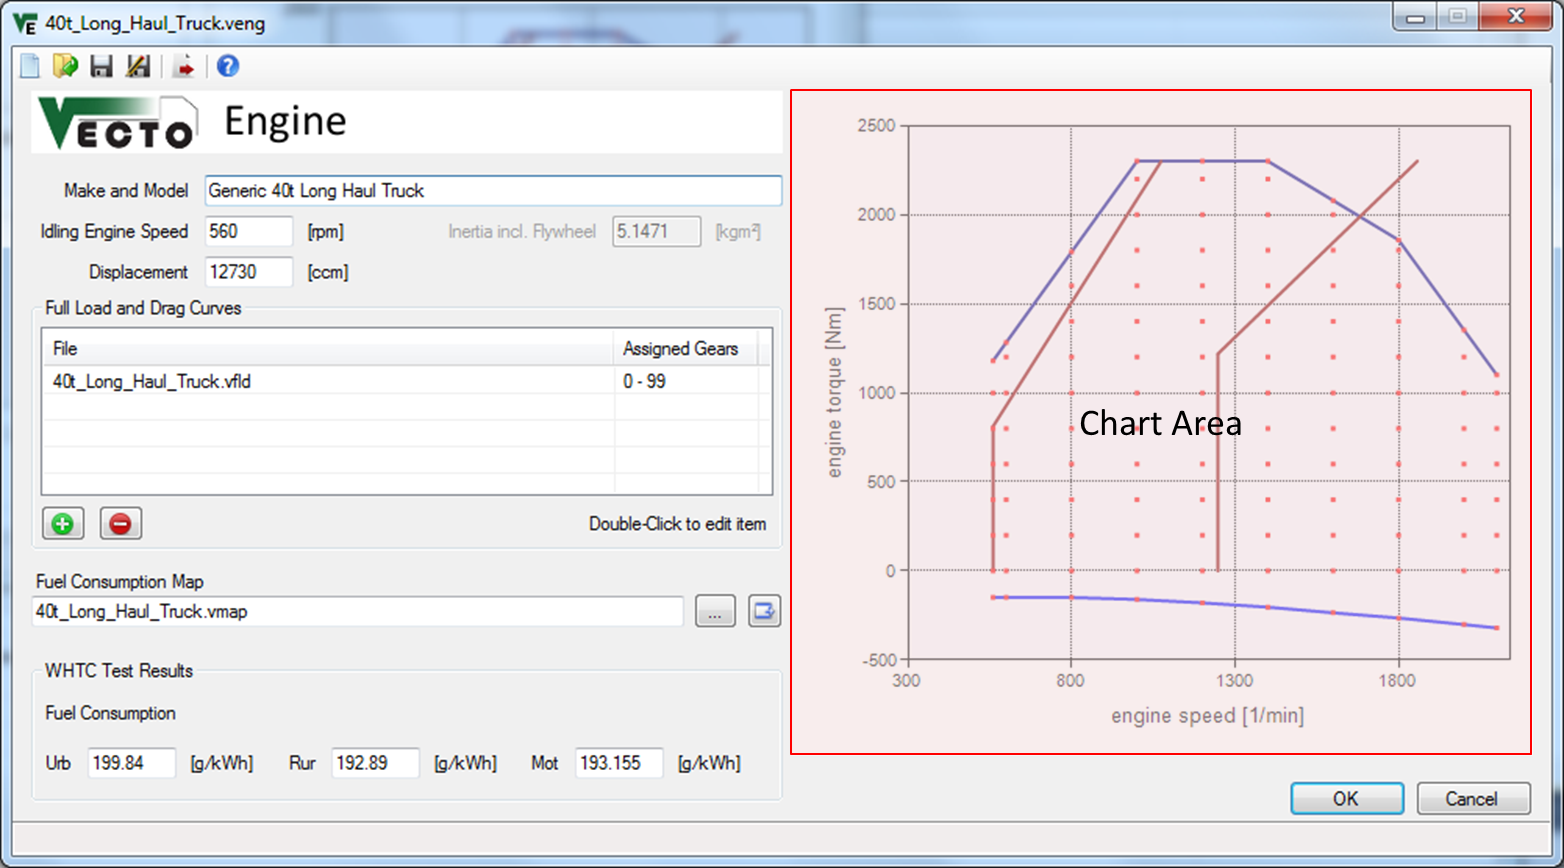 40t_Long_Haul_Truck.veng
VECTO Engine
Make and Model Generic 40t Long Haul Truck
Idling Engine Speed 560 [rpm] Inertia incl. Flywheel 5.1471 [kgm²]
Displacement 12730 [ccm]
Full Load and Drag Curves
File Assigned Gears
40t_Long_Haul_Truck.vfld 0 - 99
Double-Click to edit item
Fuel Consumption Map
40t_Long_Haul_Truck.vmap ...
WHTC Test Results
Fuel Consumption
Urb 199.84 [g/kWh] Rur 192.89 [g/kWh] Mot 193.155 [g/kWh]
2500
2000
1500
1000
500
0
-500
engine torque [Nm]
Chart Area
300 800 1300 1800
engine speed [1/min]
OK Cancel